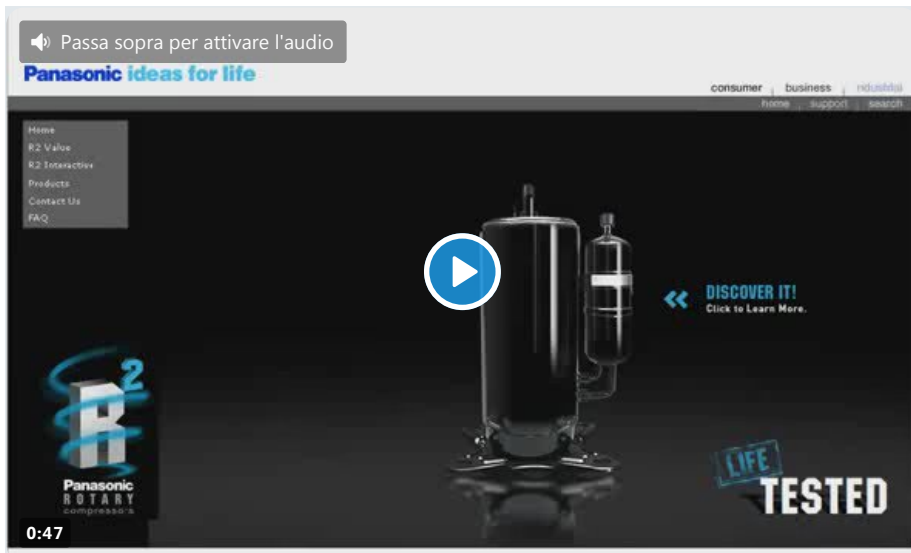 Passa sopra per attivare l'audio
Panasonic ideas for life
consumer business industrial
home support search
Home
R2 Value
R2 Interactive
Products
Contact Us
FAQ
DISCOVER IT!
Click to Learn More.
R2
Panasonic
ROTARY
compressors
LIFE
TESTED
0:47